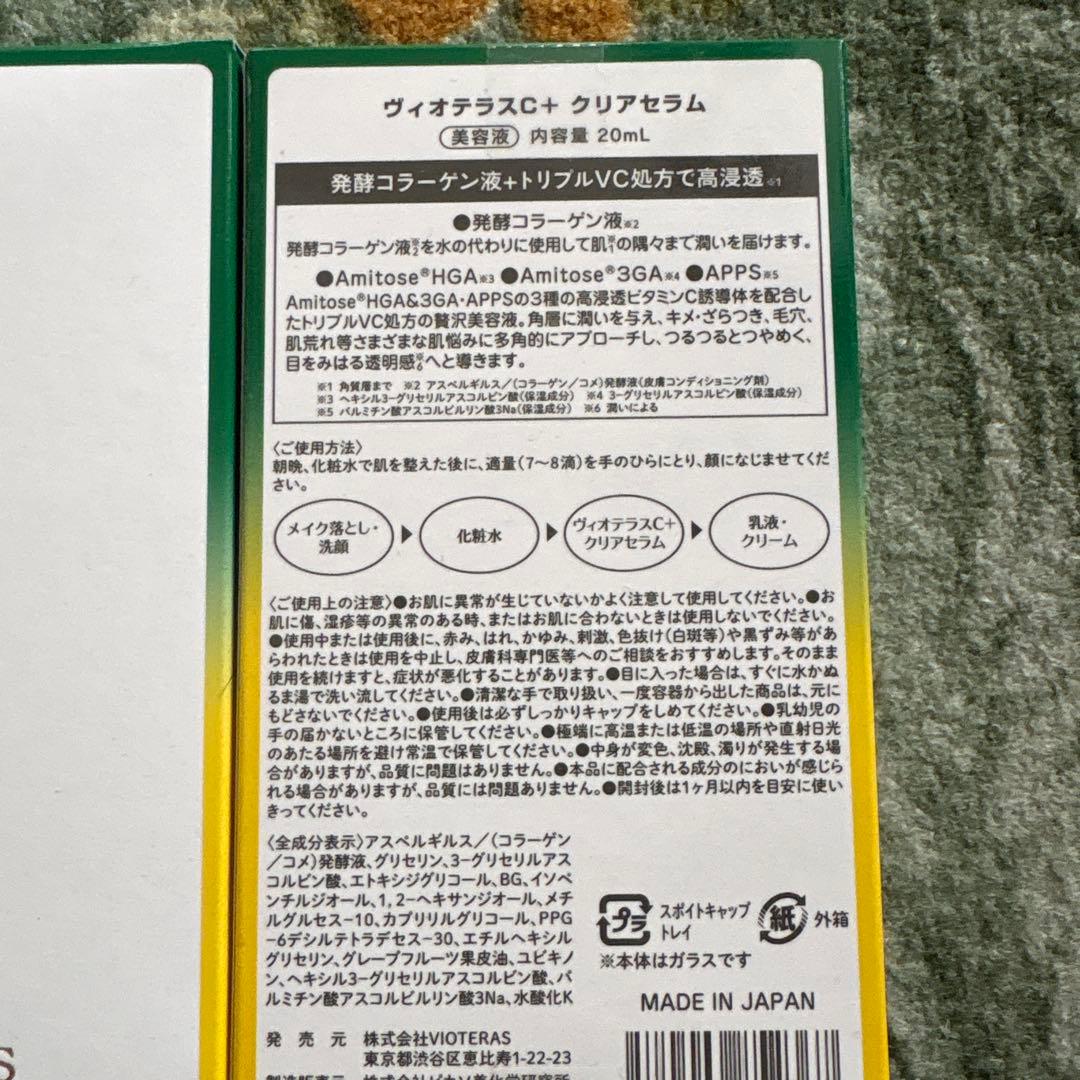 ヴィオテラスC+ クリアセラム
美容液 内容量 20mL
発酵コラーゲン液+トリプルVC処方で高浸透※1
●発酵コラーゲン液※2
発酵コラーゲン液※2を水の代わりに使用して肌※1の隅々まで潤いを届けます。
●Amitose®HGA※3 ●Amitose®3GA※4 ●APPS※5
Amitose®HGA&3GA・APPSの3種の高浸透ビタミンC誘導体を配合し
たトリプルVC処方の贅沢美容液。角層に潤いを与え、キメ・ざらつき、毛穴、
肌荒れ等さまざまな肌悩みに多角的にアプローチし、つるつるとつやめく、
目をみはる透明感※6へと導きます。
※1 角質層まで ※2 アスペルギルス/(コラーゲン/コメ)発酵液(皮膚コンディショニング剤)
※3 ヘキシル3-グリセリルアスコルビン酸(保湿成分) ※4 3-グリセリルアスコルビン酸(保湿成分)
※5 パルミチン酸アスコルビルリン酸3Na(保湿成分) ※6 潤いによる
〈ご使用方法〉
朝晩、化粧水で肌を整えた後に、適量(7〜8滴)を手のひらにとり、顔になじませてくだ
さい。
メイク落とし・
洗顔
化粧水
ヴィオテラスC+
クリアセラム
乳液・
クリーム
〈ご使用上の注意〉●お肌に異常が生じていないかよく注意して使用してください。●お
肌に傷、湿疹等の異常のある時、またはお肌に合わないときは使用しないでください。
●使用中または使用後に、赤み、はれ、かゆみ、刺激、色抜け(白斑等)や黒ずみ等があ
らわれたときは使用を中止し、皮膚科専門医等へのご相談をおすすめします。そのまま
使用を続けますと、症状が悪化することがあります。●目に入った場合は、すぐに水かぬ
るま湯で洗い流してください。●清潔な手で取り扱い、一度容器から出した商品は、元に
もどさないでください。●使用後は必ずしっかりキャップをしめてください。●乳幼児の
手の届かないところに保管してください。●極端に高温または低温の場所や直射日光
のあたる場所を避け常温で保管してください。●中身が変色、沈殿、濁りが発生する場
合がありますが、品質に問題はありません。●本品に配合される成分のにおいが感じら
れる場合がありますが、品質には問題ありません。●開封後は1ヶ月以内を目安に使い
きってください。
〈全成分表示〉アスペルギルス/(コラーゲン
/コメ)発酵液、グリセリン、3-グリセリルアス
コルビン酸、エトキシジグリコール、BG、イソペ
ンチルジオール、1,2-ヘキサンジオール、メチ
ルグルセス-10、カプリリルグリコール、PPG
-6デシルテトラデセス-30、エチルヘキシル
グリセリン、グレープフルーツ果皮油、ユビキノ
ン、ヘキシル3-グリセリルアスコルビン酸、パ
ルミチン酸アスコルビルリン酸3Na、水酸化K
プラ
スポイトキャップ
トレイ
紙
外箱
※本体はガラスです
MADE IN JAPAN
発 売 元 株式会社VIOTERAS
東京都渋谷区恵比寿1-22-23
S